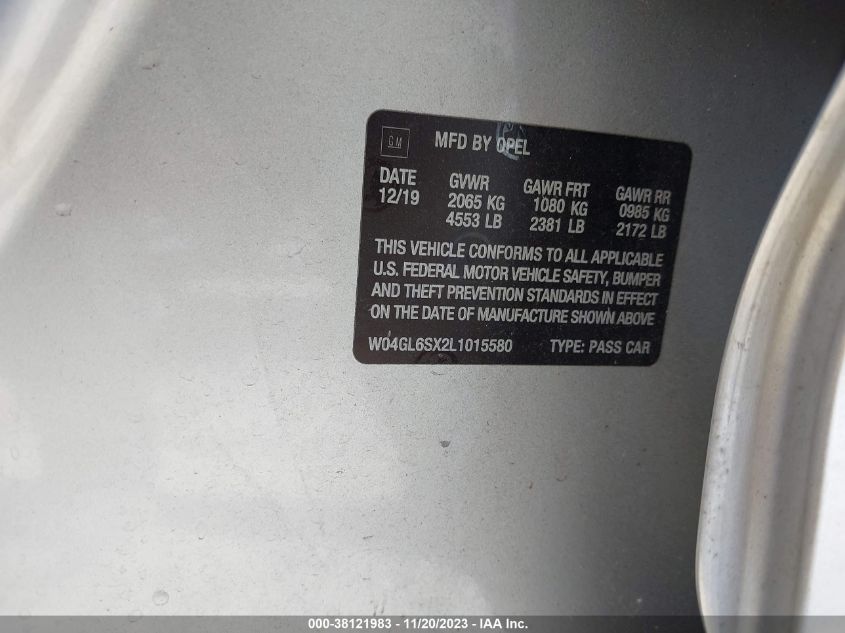 GM MFD BY OPEL
DATE GVWR GAWR FRT GAWR RR
12/19 2065 KG 1080 KG 0985 KG
4553 LB 2381 LB 2172 LB
THIS VEHICLE CONFORMS TO ALL APPLICABLE
U.S. FEDERAL MOTOR VEHICLE SAFETY, BUMPER
AND THEFT PREVENTION STANDARDS IN EFFECT
ON THE DATE OF MANUFACTURE SHOWN ABOVE
W04GL6SX2L1015580 TYPE: PASS CAR
000-38121983 - 11/20/2023 - IAA Inc.